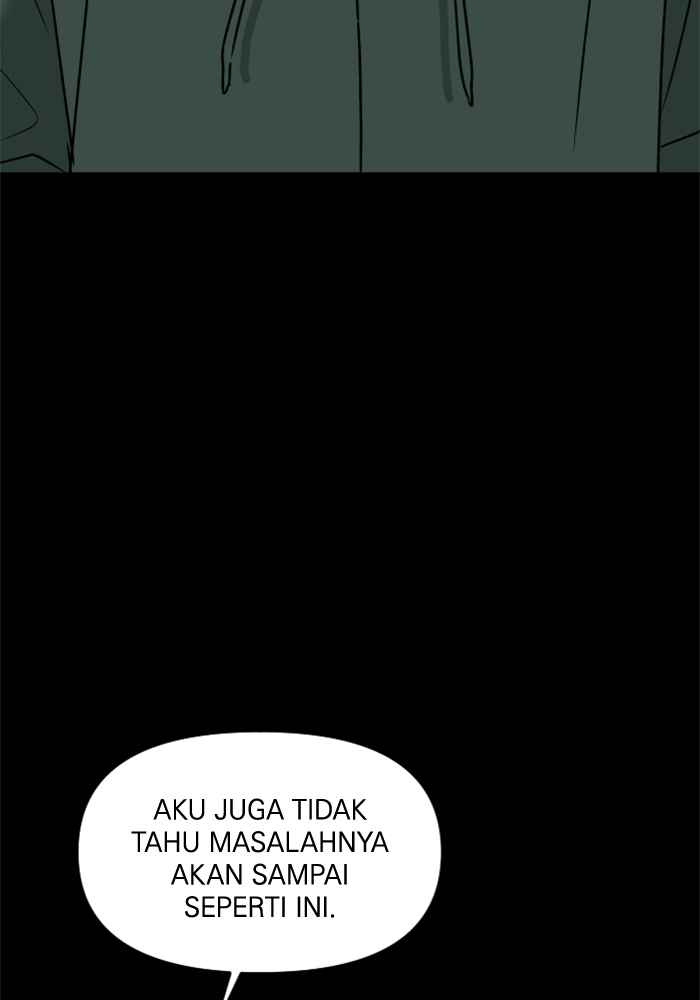 AKU JUGA TIDAK
TAHU MASALAHNYA
AKAN SAMPAI
SEPERTI INI.